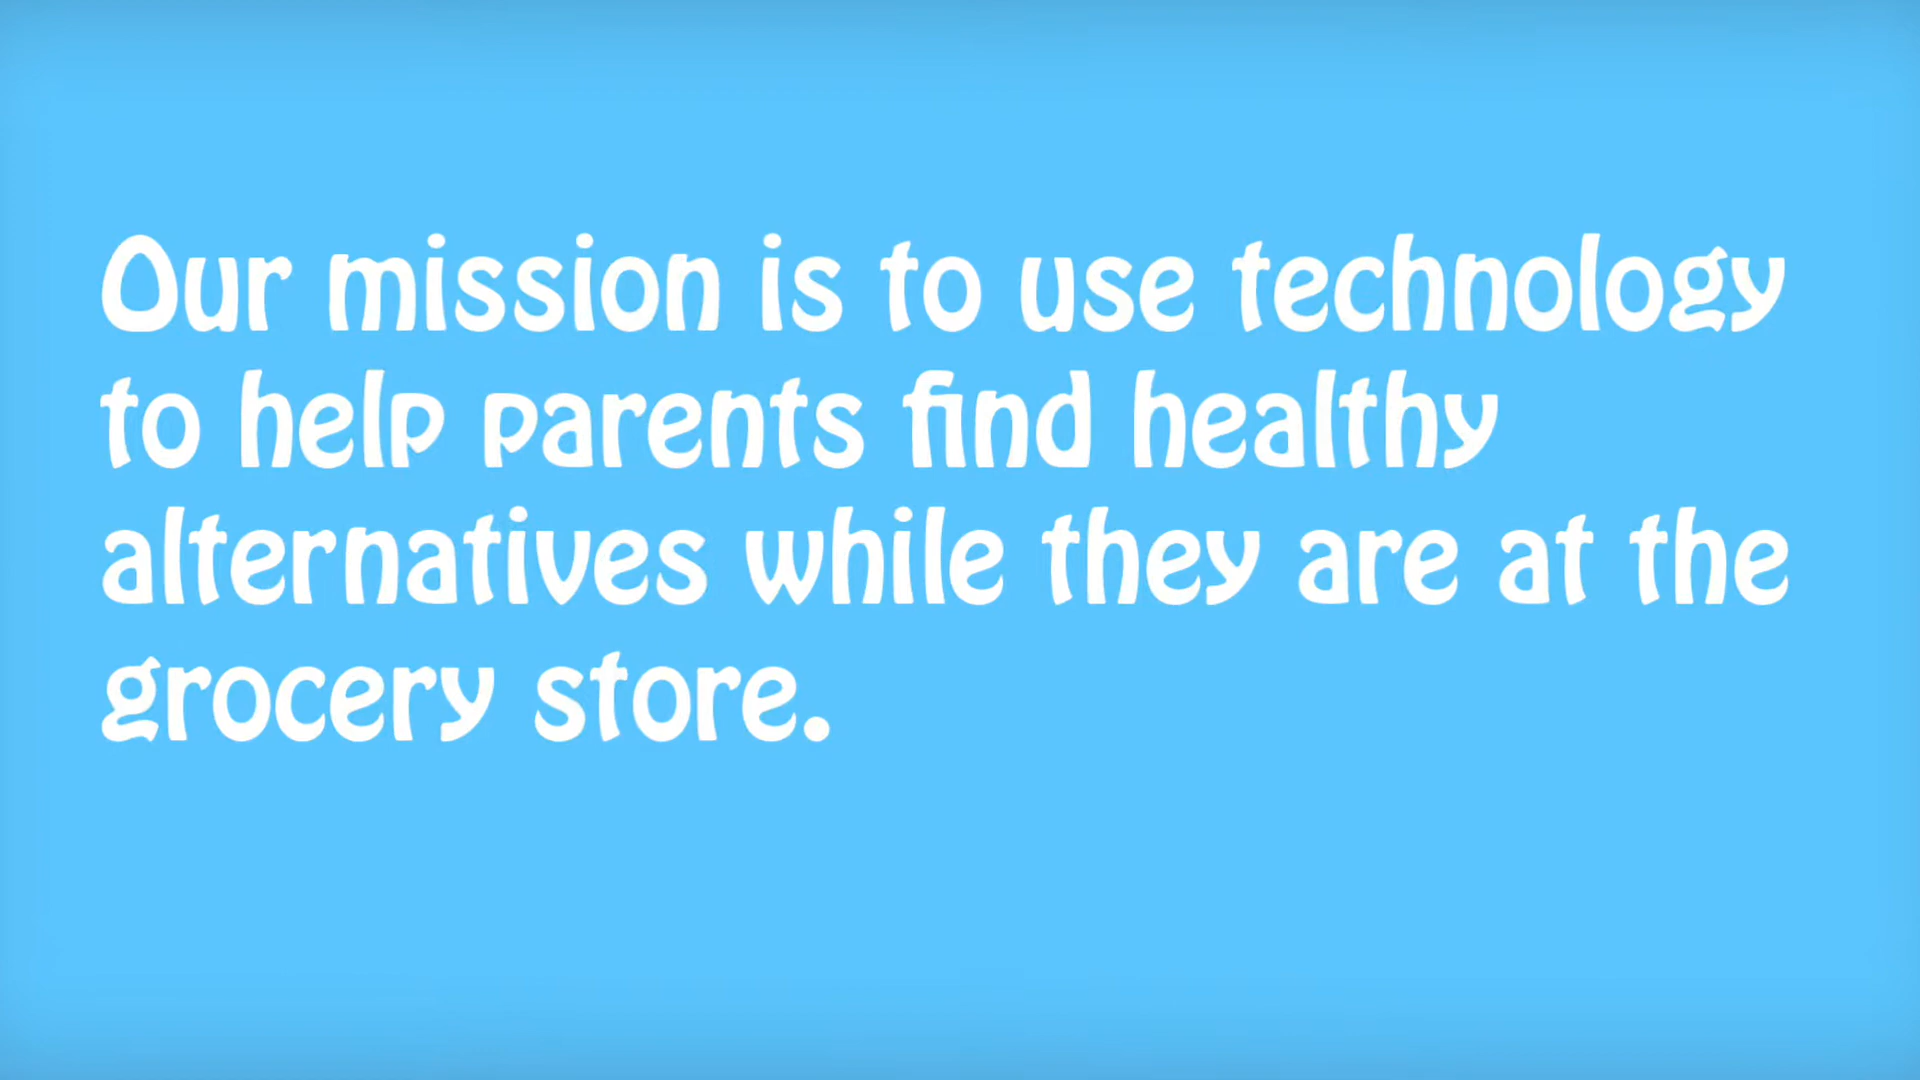 Our mission is to use technology
to help parents find healthy
alternatives while they are at the
grocery store.